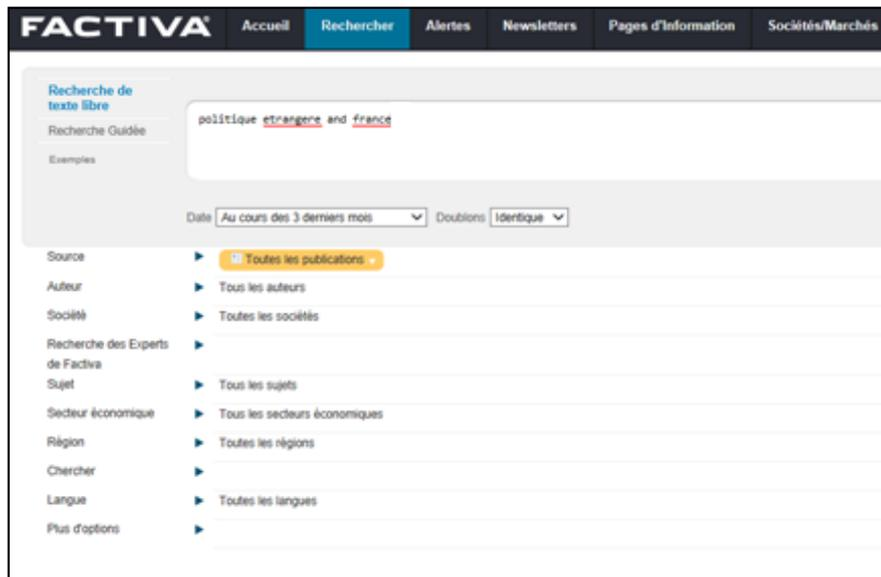 FACTIVA Accueil Rechercher Alertes Newsletters Pages d'Information Sociétés/Marchés
Recherche de
texte libre
Recherche Guidée
Exemples
politique etrangere and france
Date Au cours des 3 derniers mois Doublons Identique
Source Toutes les publications
Auteur Tous les auteurs
Société Toutes les sociétés
Recherche des Experts
de Factiva
Sujet Tous les sujets
Secteur économique Tous les secteurs économiques
Région Toutes les régions
Chercher
Langue Toutes les langues
Plus d'options